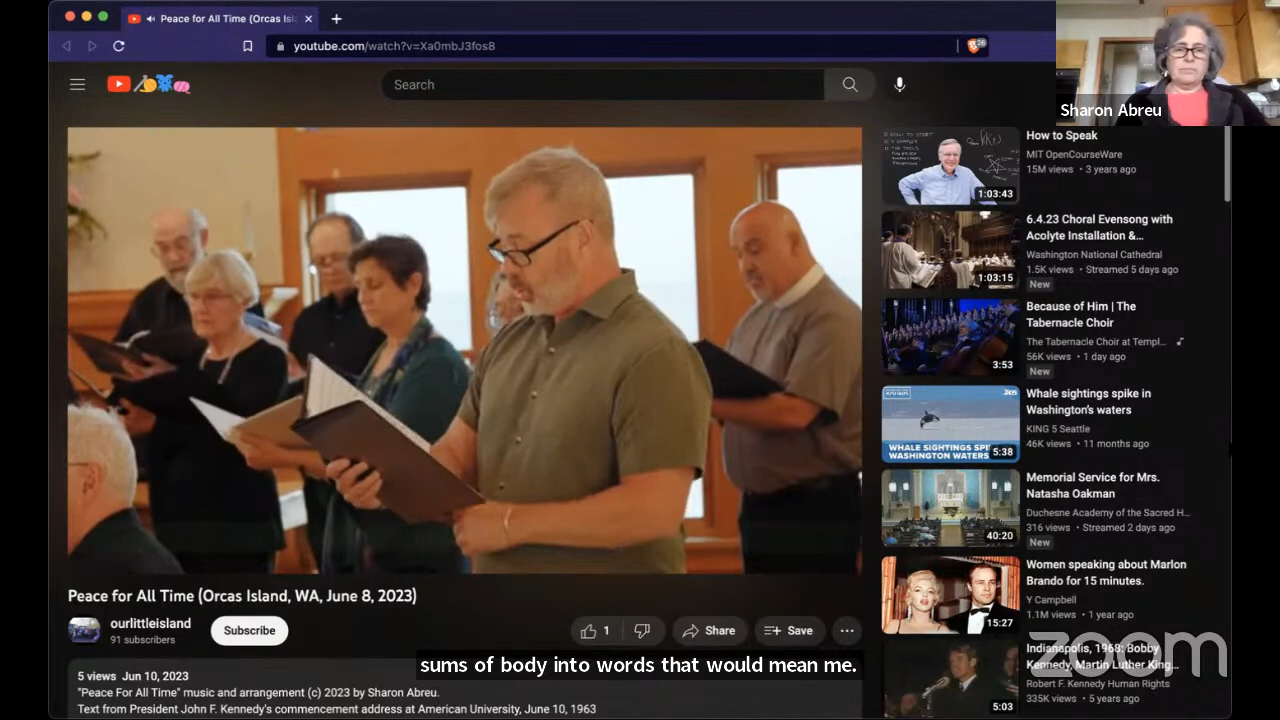 Peace for All Time (Orcas Isl
youtube.com/watch?v=Xa0mbJ3fos8
26
Search
Sharon Abreu
How to Speak
MIT OpenCourseWare
15M views • 3 years ago
1:03:43
6.4.23 Choral Evensong with
Acolyte Installation &...
Washington National Cathedral
1.5K views • Streamed 5 days ago
New
1:03:15
Because of Him | The
Tabernacle Choir
The Tabernacle Choir at Templ...
56K views • 1 day ago
New
3:53
Whale sightings spike in
Washington's waters
KING 5 Seattle
46K views • 11 months ago
WHALE SIGHTINGS SPI
WASHINGTON WATERS
5:38
Memorial Service for Mrs.
Natasha Oakman
Duchesne Academy of the Sacred H...
316 views • Streamed 2 days ago
New
40:20
Women speaking about Marlon
Brando for 15 minutes.
Y Campbell
1.1M views • 1 year ago
15:27
Indianapolis, 1968: Bobby
Kennedy, Martin Luther King...
Robert F. Kennedy Human Rights
335K views • 5 years ago
5:03
zoom
Peace for All Time (Orcas Island, WA, June 8, 2023)
ourlittleisland
91 subscribers
Subscribe
1
Share
Save
sums of body into words that would mean me.
5 views Jun 10, 2023
"Peace For All Time" music and arrangement (c) 2023 by Sharon Abreu.
Text from President John F. Kennedy's commencement address at American University, June 10, 1963